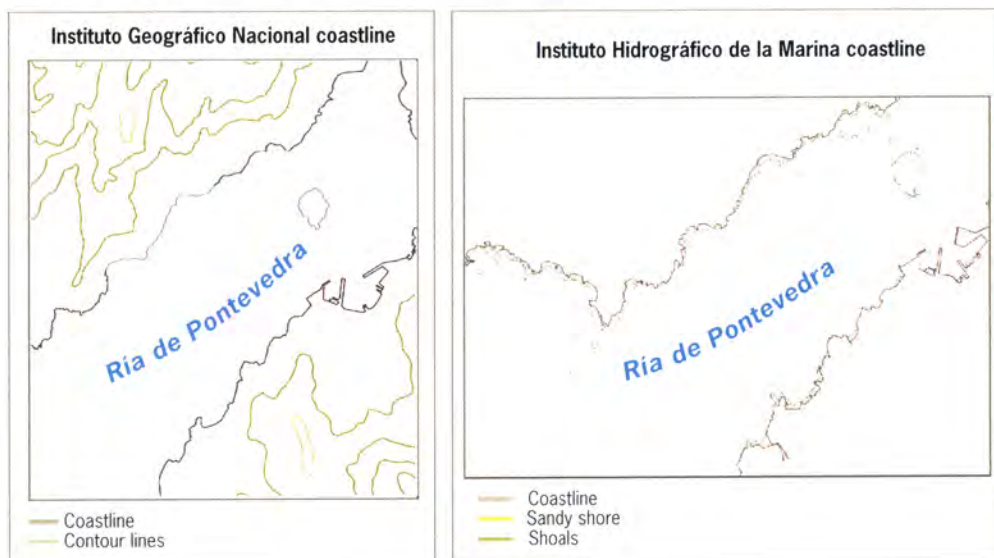 Instituto Geográfico Nacional coastline
Ría de Pontevedra
Coastline
Contour lines
Instituto Hidrográfico de la Marina coastline
Ría de Pontevedra
Coastline
Sandy shore
Shoals